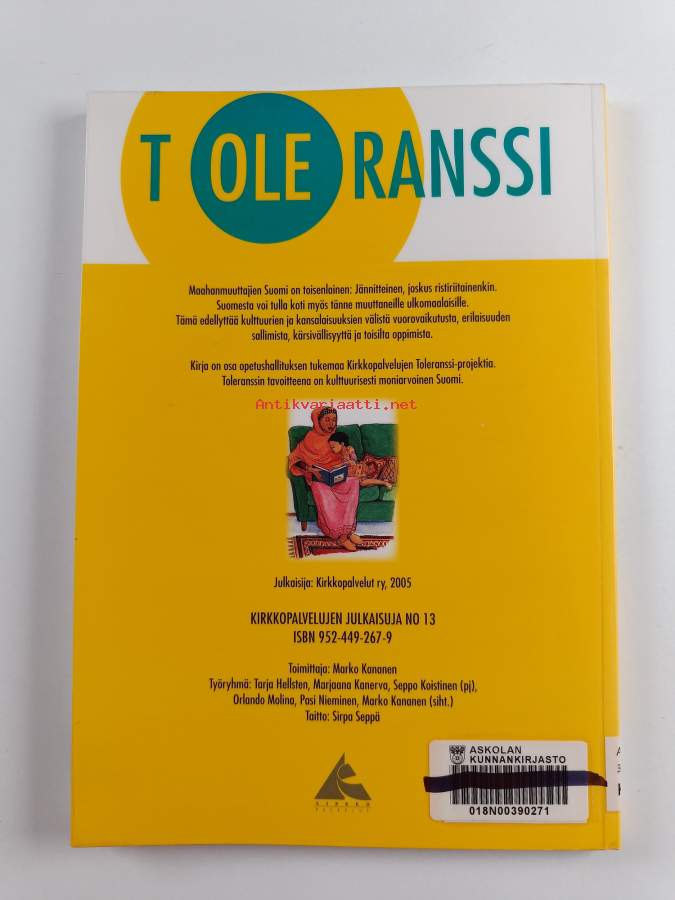 T OLE RANSSI
Maahanmuuttajien Suomi on toisenlainen: Jännitteinen, joskus ristiriitainenkin.
Suomesta voi tulla koti myös tänne muuttaneille ulkomaalaisille.
Tämä edellyttää kulttuurien ja kansalaisuuksien välistä vuorovaikutusta, erilaisuuden
sallimista, kärsivällisyyttä ja toisilta oppimista.
Kirja on osa opetushallituksen tukemaa Kirkkopalvelujen Toleranssi-projektia.
Toleranssin tavoitteena on kulttuurisesti moniarvoinen Suomi.
Antikvariaatti.net
Julkaisija: Kirkkopalvelut ry, 2005
KIRKKOPALVELUJEN JULKAISUJA NO 13
ISBN 952-449-267-9
Toimittaja: Marko Kananen
Työryhmä: Tarja Hellsten, Marjaana Kanerva, Seppo Koistinen (pj),
Orlando Molina, Pasi Nieminen, Marko Kananen (siht.)
Taitto: Sirpa Seppä
ASKOLAN
KUNNANKIRJASTO
018N00390271
KIRKKO